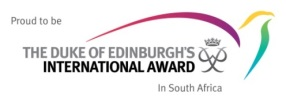 Proud to be
THE DUKE OF EDINBURGH'S
INTERNATIONAL AWARD
In South Africa